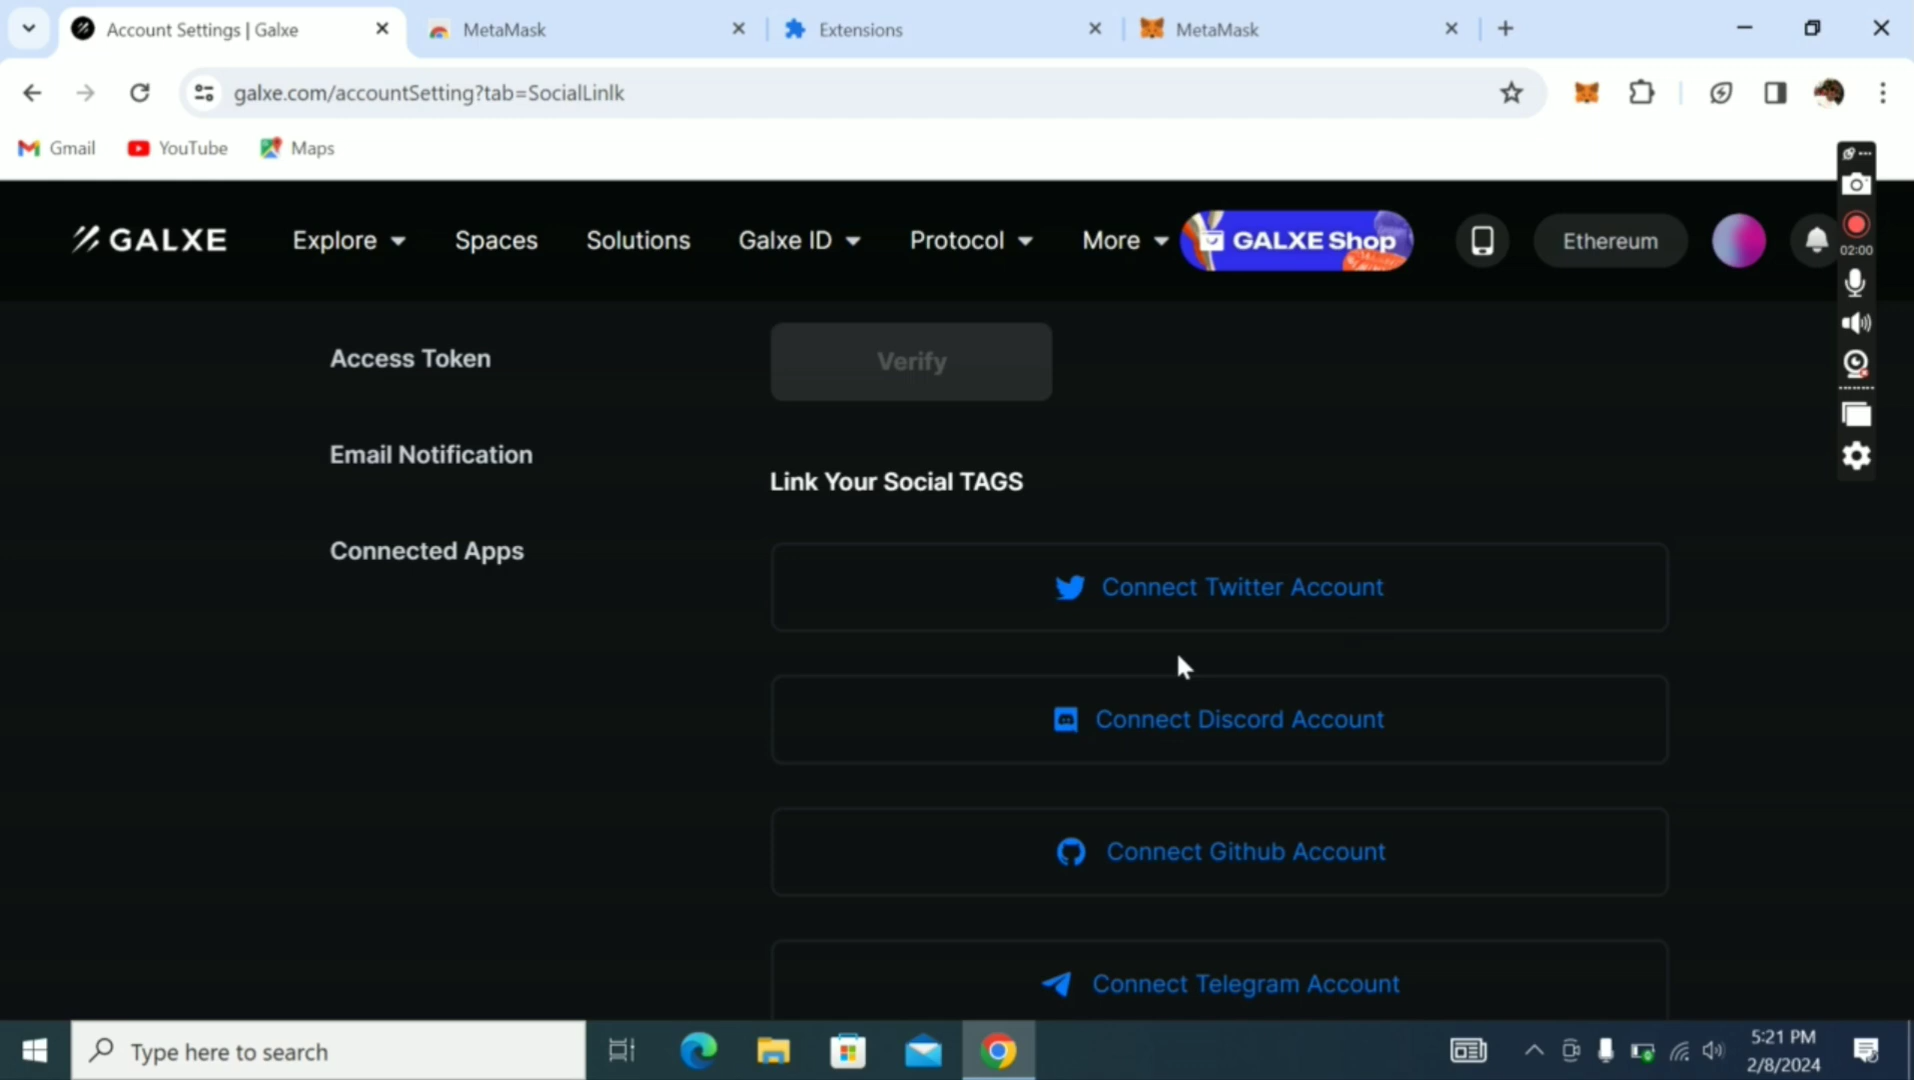 Account Settings | Galxe
MetaMask
Extensions
MetaMask
galxe.com/accountSetting?tab=SocialLinlk
Gmail
YouTube
Maps
GALXE
Explore
Spaces
Solutions
Galxe ID
Protocol
More
GALXE Shop
Ethereum
02:00
Access Token
Verify
Email Notification
Link Your Social TAGS
Connected Apps
Connect Twitter Account
Connect Discord Account
Connect Github Account
Connect Telegram Account
Type here to search
5:21 PM
2/8/2024